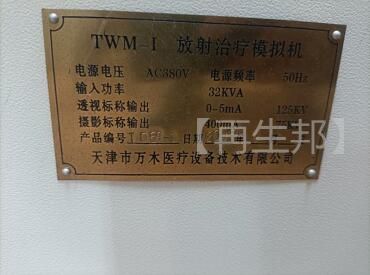 TWM-I 放射治疗模拟机
电源电压 AC380V 电源频率 50Hz
输入功率 32KVA
透视标称输出 0-5mA 125KV
摄影标称输出 400mA
产品编号 日期
天津市万木医疗设备技术有限公司
【再生邦】